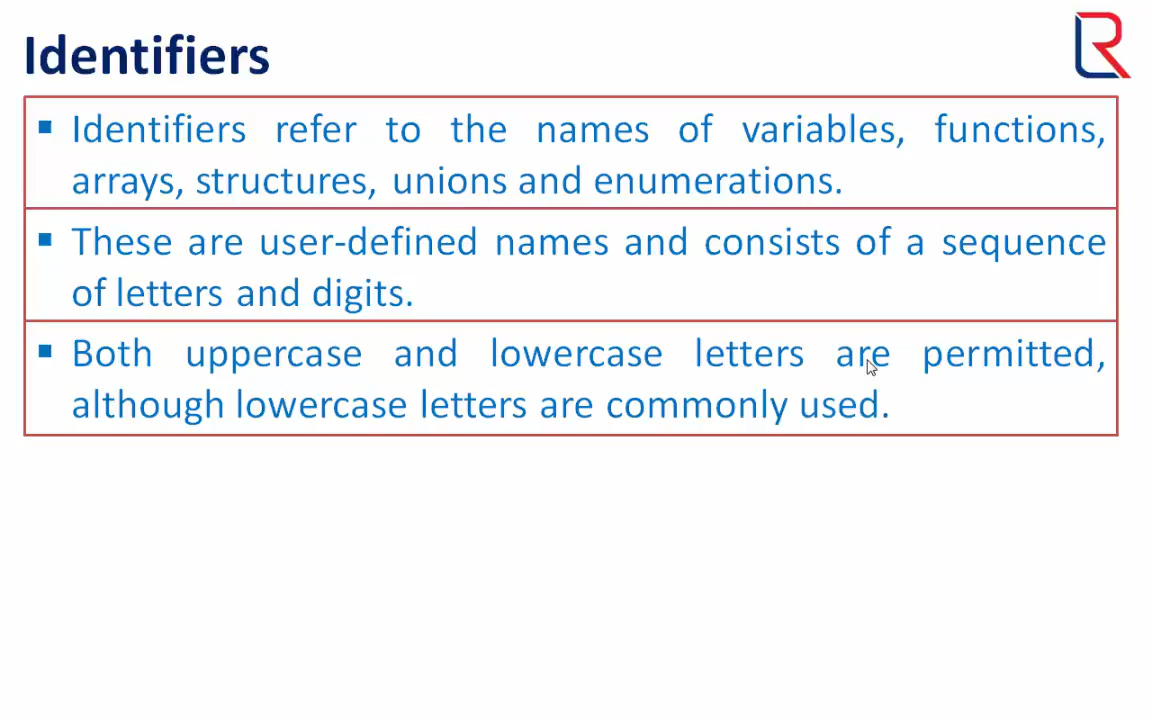 Identifiers
▪ Identifiers refer to the names of variables, functions,
arrays, structures, unions and enumerations.
▪ These are user-defined names and consists of a sequence
of letters and digits.
▪ Both uppercase and lowercase letters are permitted,
although lowercase letters are commonly used.